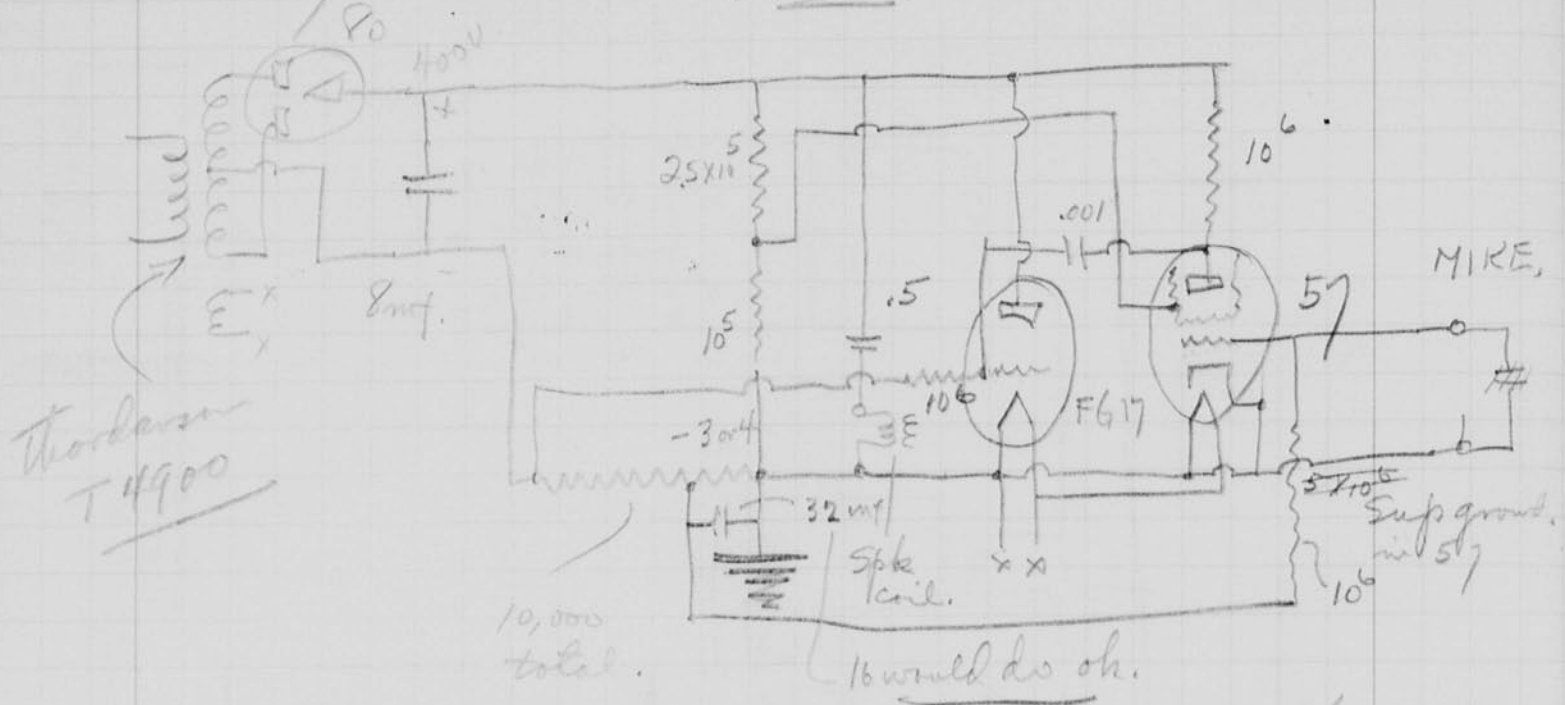 80
400V
+
2.5x10^5
10^6
.001
MIKE.
57
.5
8mf.
x
x
10^5
10^6
FG17
-3 or 4
Thordarson
T 4900
5x10^5
Sup ground.
in 57
32 mf
Spk
coil.
x x
10^6
10,000
total.
16 would do ok.